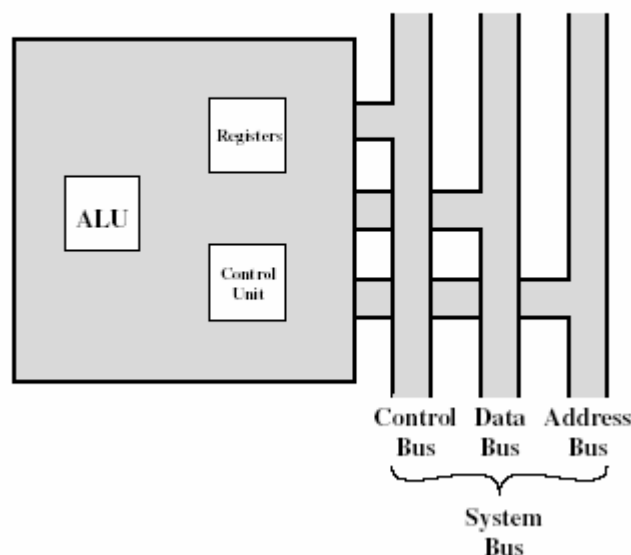 Registers
ALU
Control
Unit
Control Data Address
Bus Bus Bus
System
Bus